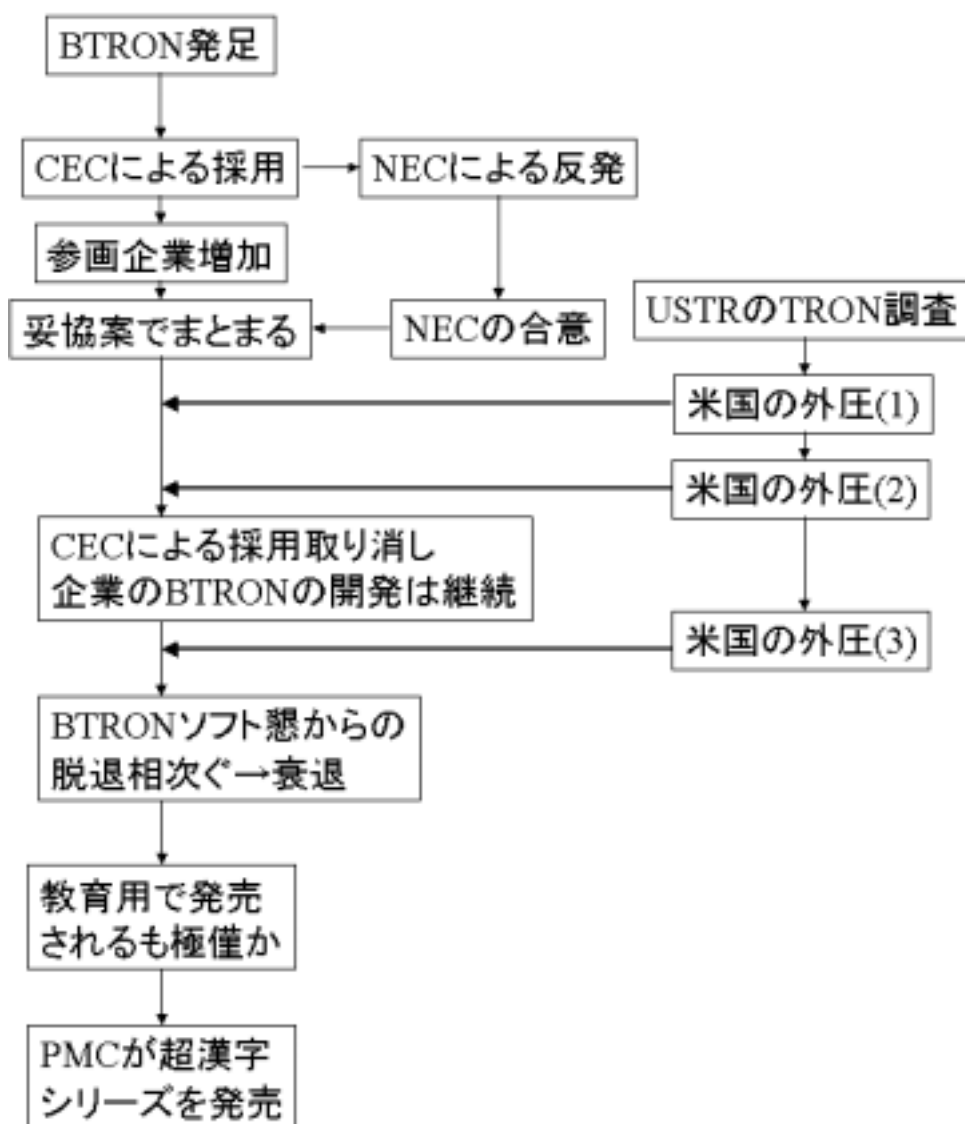 BTRON発足
CECによる採用
NECによる反発
参画企業増加
妥協案でまとまる
NECの合意
USTRのTRON調査
米国の外圧(1)
米国の外圧(2)
CECによる採用取り消し
企業のBTRONの開発は継続
米国の外圧(3)
BTRONソフト懇からの
脱退相次ぐ→衰退
教育用で発売
されるも極僅か
PMCが超漢字
シリーズを発売